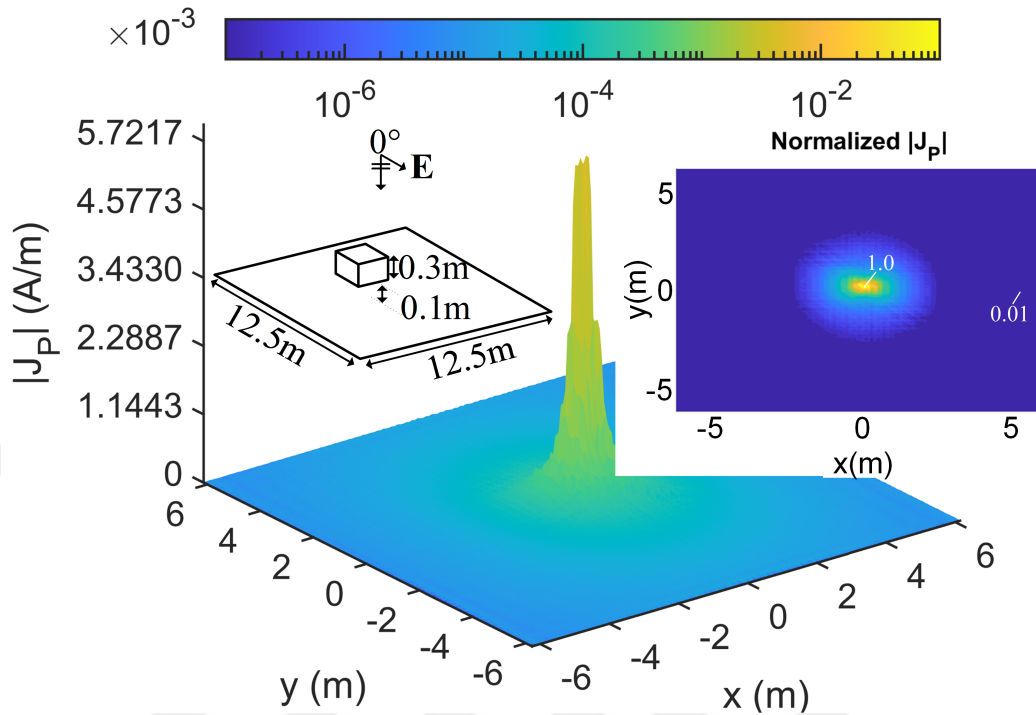 ×10⁻³
10⁻⁶ 10⁻⁴ 10⁻²
5.7217
4.5773
3.4330
2.2887
1.1443
0
|J_P| (A/m)
0°
E
0.3m
0.1m
12.5m
12.5m
Normalized |J_P|
5
0
-5
y(m)
1.0
0.01
-5 0 5
x(m)
6
4
2
0
-2
-4
-6
y (m)
-6
-4
-2
0
2
4
6
x (m)